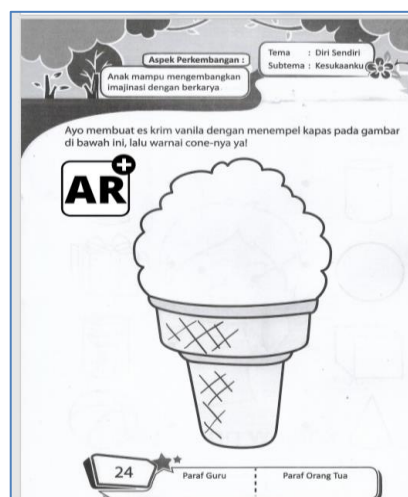 Aspek Perkembangan :
Anak mampu mengembangkan
imajinasi dengan berkarya
Tema : Diri Sendiri
Subtema : Kesukaanku
Ayo membuat es krim vanila dengan menempel kapas pada gambar
di bawah ini, lalu warnai cone-nya ya!
AR+
24
Paraf Guru
Paraf Orang Tua